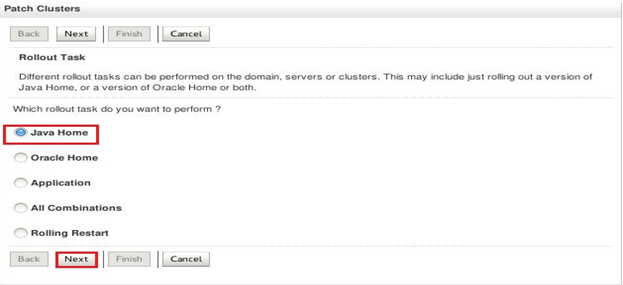 Patch Clusters
Back Next Finish Cancel
Rollout Task
Different rollout tasks can be performed on the domain, servers or clusters. This may include just rolling out a version of
Java Home, or a version of Oracle Home or both.
Which rollout task do you want to perform ?
Java Home
Oracle Home
Application
All Combinations
Rolling Restart
Back Next Finish Cancel